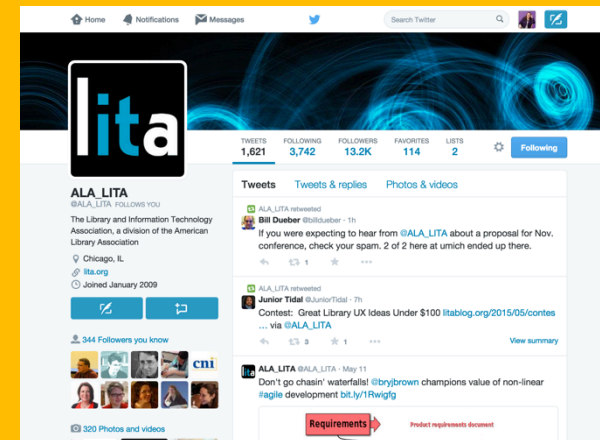 Home
Notifications
Messages
Search Twitter
lita
TWEETS
1,621
FOLLOWING
3,742
FOLLOWERS
13.2K
FAVORITES
114
LISTS
2
Following
ALA_LITA
@ALA_LITA FOLLOWS YOU
The Library and Information Technology
Association, a division of the American
Library Association
Chicago, IL
lita.org
Joined January 2009
344 Followers you know
cni
320 Photos and videos
Tweets
Tweets & replies
Photos & videos
ALA_LITA retweeted
Bill Dueber @billdueber · 1h
If you were expecting to hear from @ALA_LITA about a proposal for Nov.
conference, check your spam. 2 of 2 here at umich ended up there.
1
ALA_LITA retweeted
Junior Tidal @JuniorTidal · 7h
Contest: Great Library UX Ideas Under $100 litablog.org/2015/05/contes
… via @ALA_LITA
3
1
View summary
lita
ALA_LITA @ALA_LITA · May 11
Don't go chasin' waterfalls! @bryjbrown champions value of non-linear
#agile development bit.ly/1Rwigfg
Requirements
Product requirements document